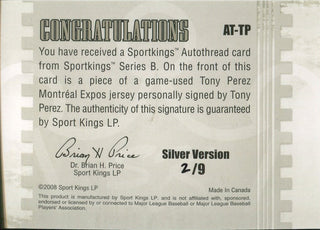 CONGRATULATIONS
AT-TP
You have received a Sportkings™ Autothread card
from Sportkings™ Series B. On the front of this
card is a piece of a game-used Tony Perez
Montréal Expos jersey personally signed by Tony
Perez. The authenticity of this signature is guaranteed
by Sport Kings LP.
Brian H Price
Dr. Brian H. Price
Sport Kings LP
Silver Version
2/9
©2008 Sport Kings LP
Made In Canada
This product is manufactured by Sport Kings LP, and is not affiliated with, sponsored,
endorsed or licensed by or connected to Major League Baseball or Major League Baseball
Players' Association.